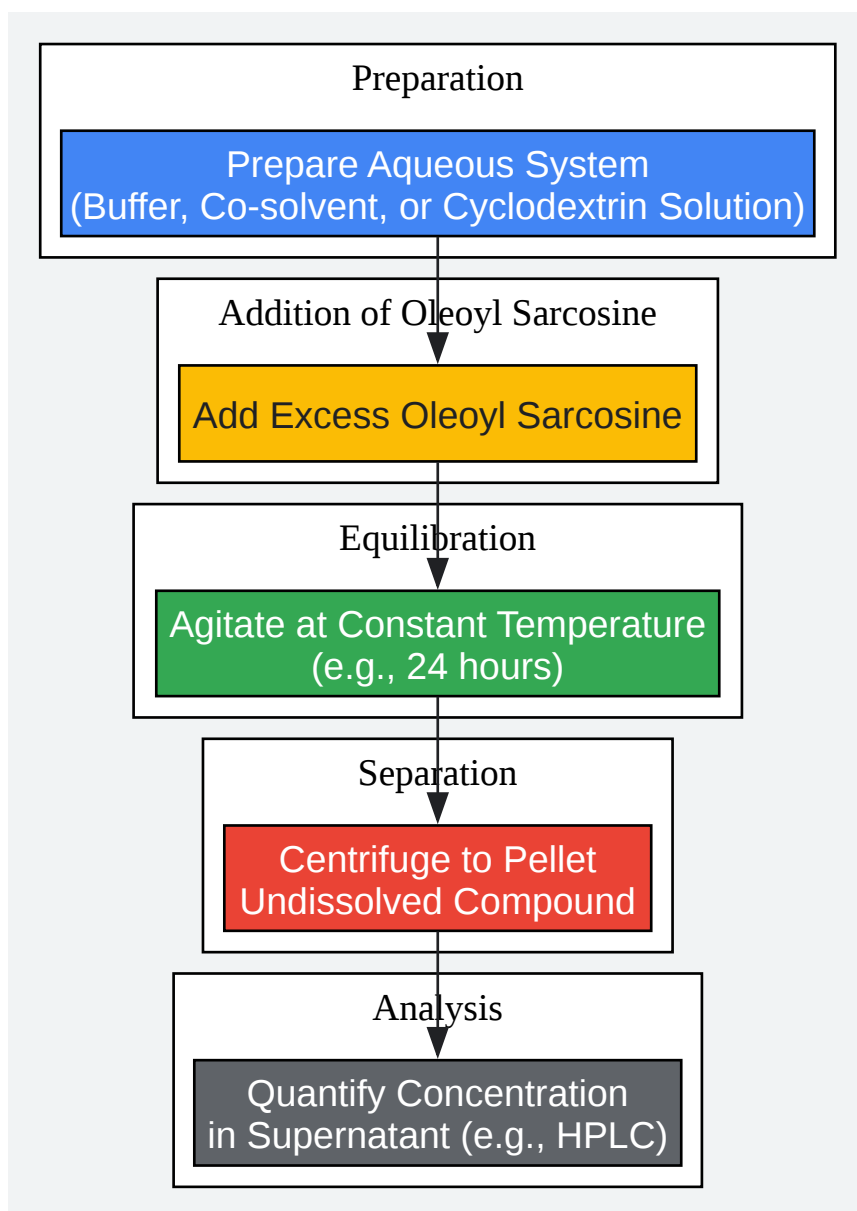 Preparation
Prepare Aqueous System
(Buffer, Co-solvent, or Cyclodextrin Solution)
Addition of Oleoyl Sarcosine
Add Excess Oleoyl Sarcosine
Equilibration
Agitate at Constant Temperature
(e.g., 24 hours)
Separation
Centrifuge to Pellet
Undissolved Compound
Analysis
Quantify Concentration
in Supernatant (e.g., HPLC)